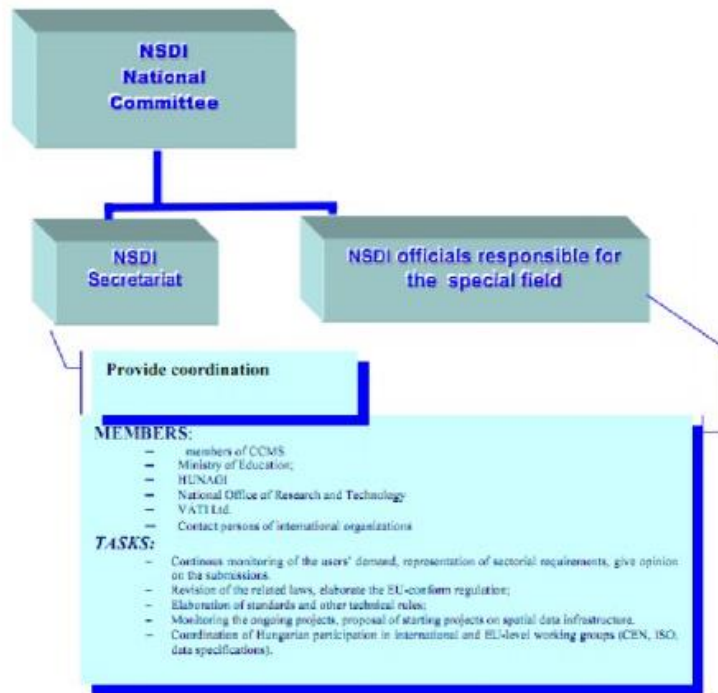 NSDI
National
Committee
NSDI
Secretariat
NSDI officials responsible for
the special field
Provide coordination
MEMBERS:
– members of CCMS
– Ministry of Education;
– HUNAGI
– National Office of Research and Technology
– VATI Ltd.
– Contact persons of international organizations
TASKS:
– Continous monitoring of the users' demand, representation of sectorial requirements, give opinion
on the submissions.
– Revision of the related laws, elaborate the EU-conform regulation;
– Elaboration of standards and other technical rules;
– Monitoring the ongoing projects, proposal of starting projects on spatial data infrastructure.
– Coordination of Hungarian participation in international and EU-level working groups (CEN, ISO,
data specifications).